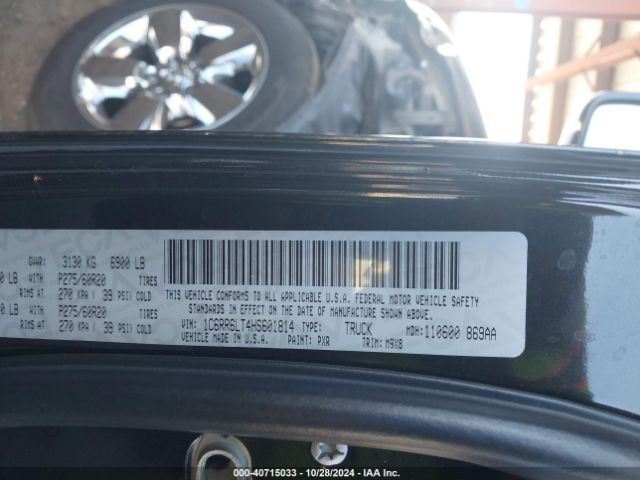 GVWR: 3130 KG 6900 LB
0 LB WITH P275/60R20 TIRES
RIMS AT 270 KPA ( 39 PSI) COLD
0 LB WITH P275/60R20 TIRES
RIMS AT 270 KPA ( 39 PSI) COLD
THIS VEHICLE CONFORMS TO ALL APPLICABLE U.S.A. FEDERAL MOTOR VEHICLE SAFETY
STANDARDS IN EFFECT ON THE DATE OF MANUFACTURE SHOWN ABOVE.
VIN: 1C6RR6LT4HS601814 TYPE: TRUCK MDH: 110600 869AA
VEHICLE MADE IN U.S.A. PAINT: PXR TRIM: M9X8
© - 40715033 - 10/28/2024 - IAA Inc.